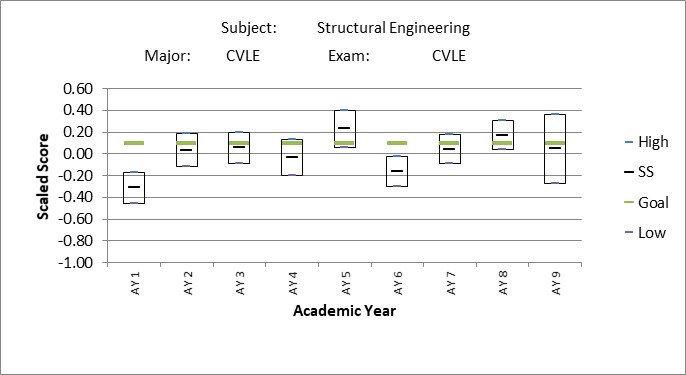 Subject: Structural Engineering
Major: CVLE Exam: CVLE
0.60
0.40
0.20
0.00
-0.20
-0.40
-0.60
-0.80
-1.00
Scaled Score
AY 1
AY 2
AY 3
AY 4
AY 5
AY 6
AY 7
AY 8
AY 9
Academic Year
High
SS
Goal
Low